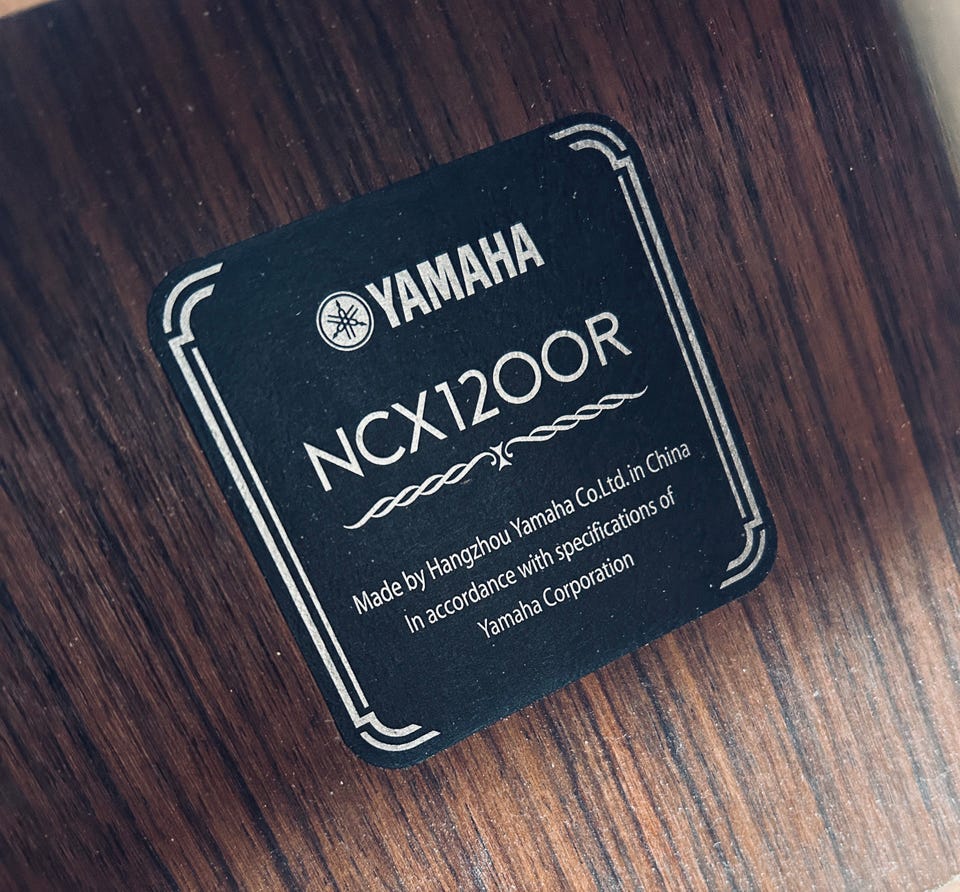 YAMAHA
NCX1200R
Made by Hangzhou Yamaha Co.Ltd. in China
In accordance with specifications of
Yamaha Corporation